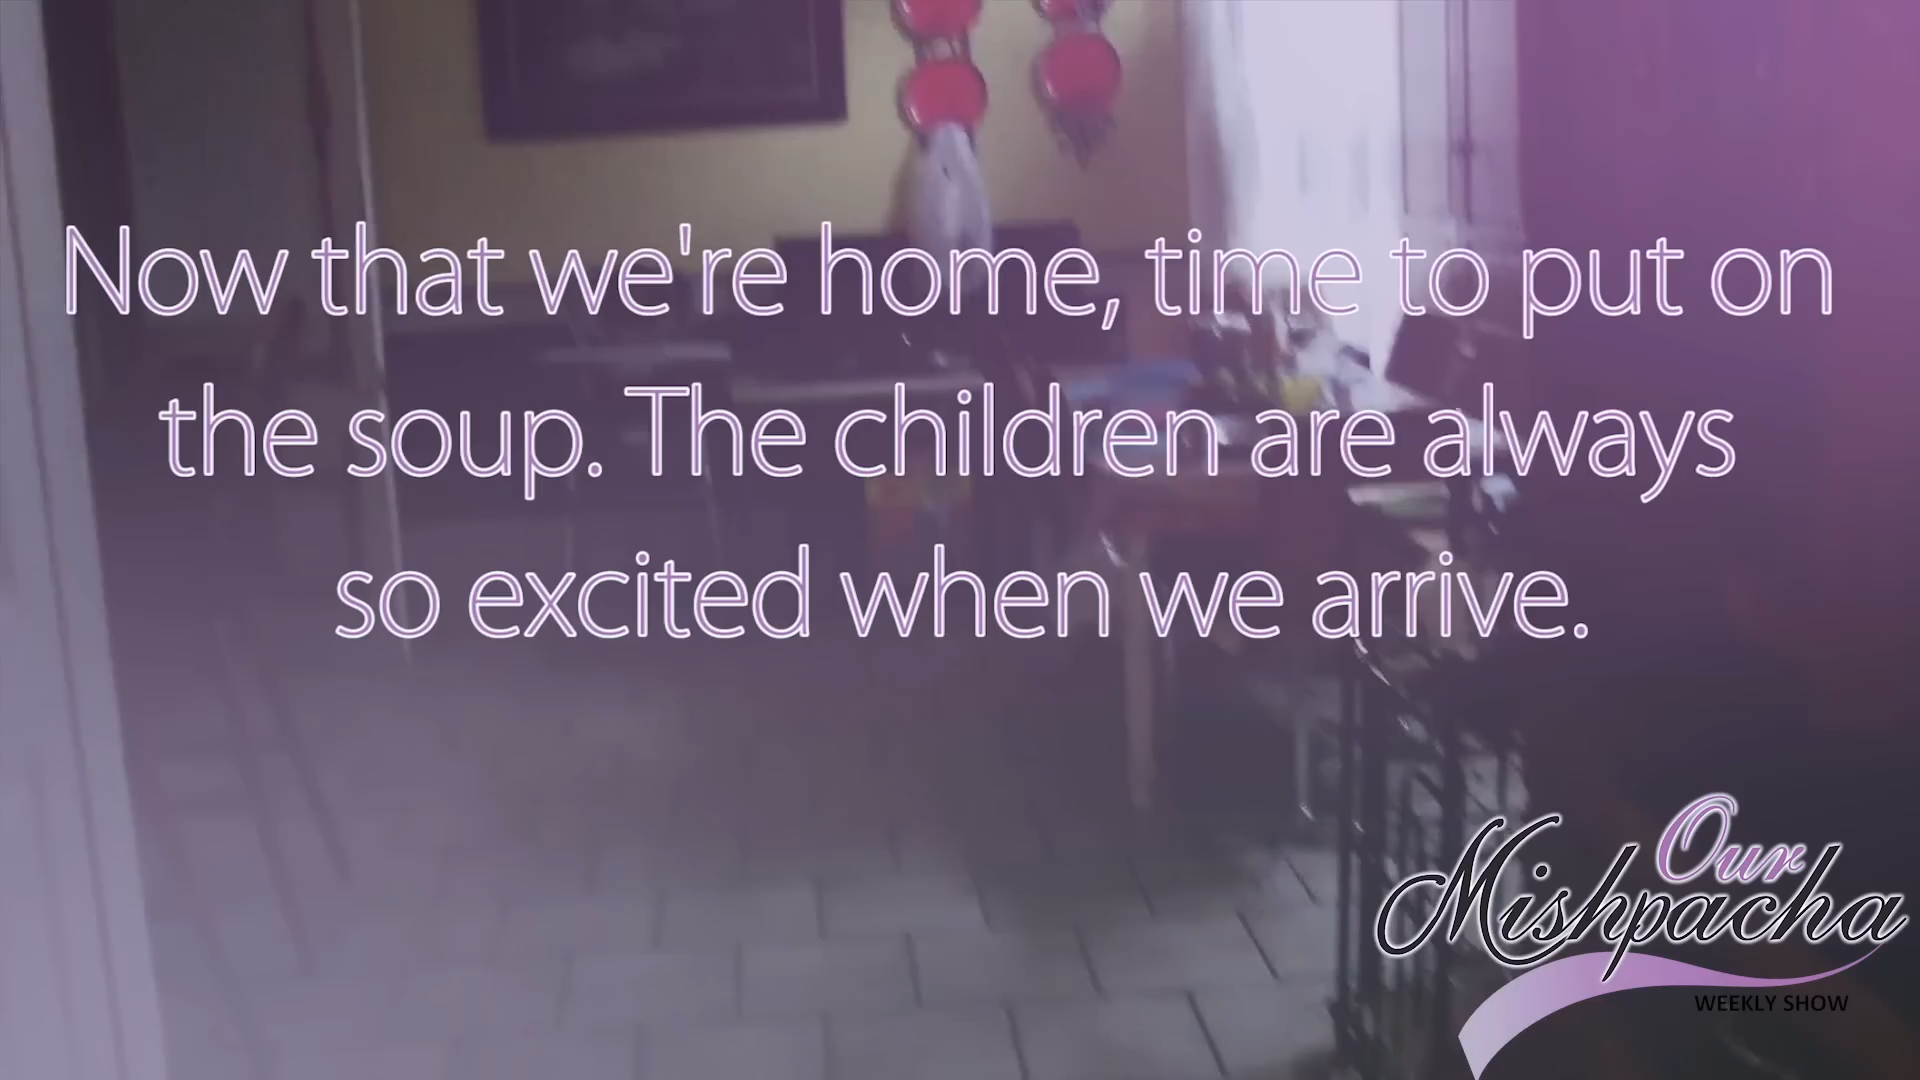 Now that we're home, time to put on
the soup. The children are always
so excited when we arrive.
Our
Mishpacha
WEEKLY SHOW